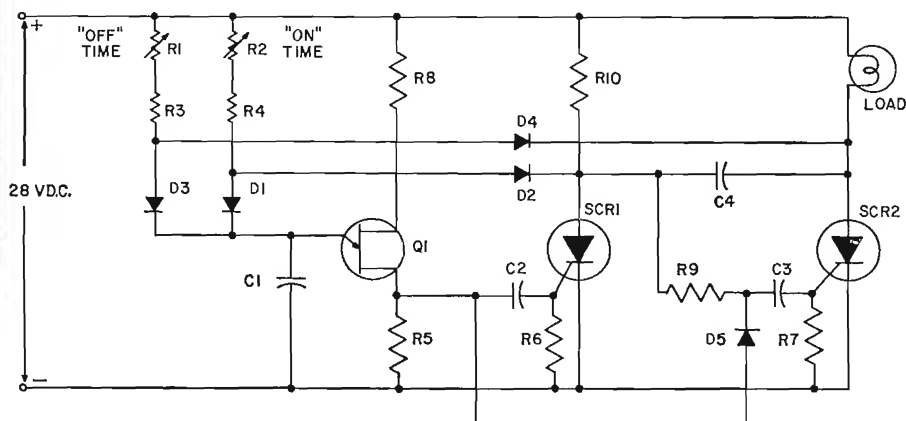 +
"OFF"
TIME
R1
R2
"ON"
TIME
R8
R10
LOAD
R3
R4
D4
D2
28 V.D.C.
D3
D1
C4
SCR1
SCR2
Q1
C1
C2
C3
R9
R5
R6
D5
R7
−